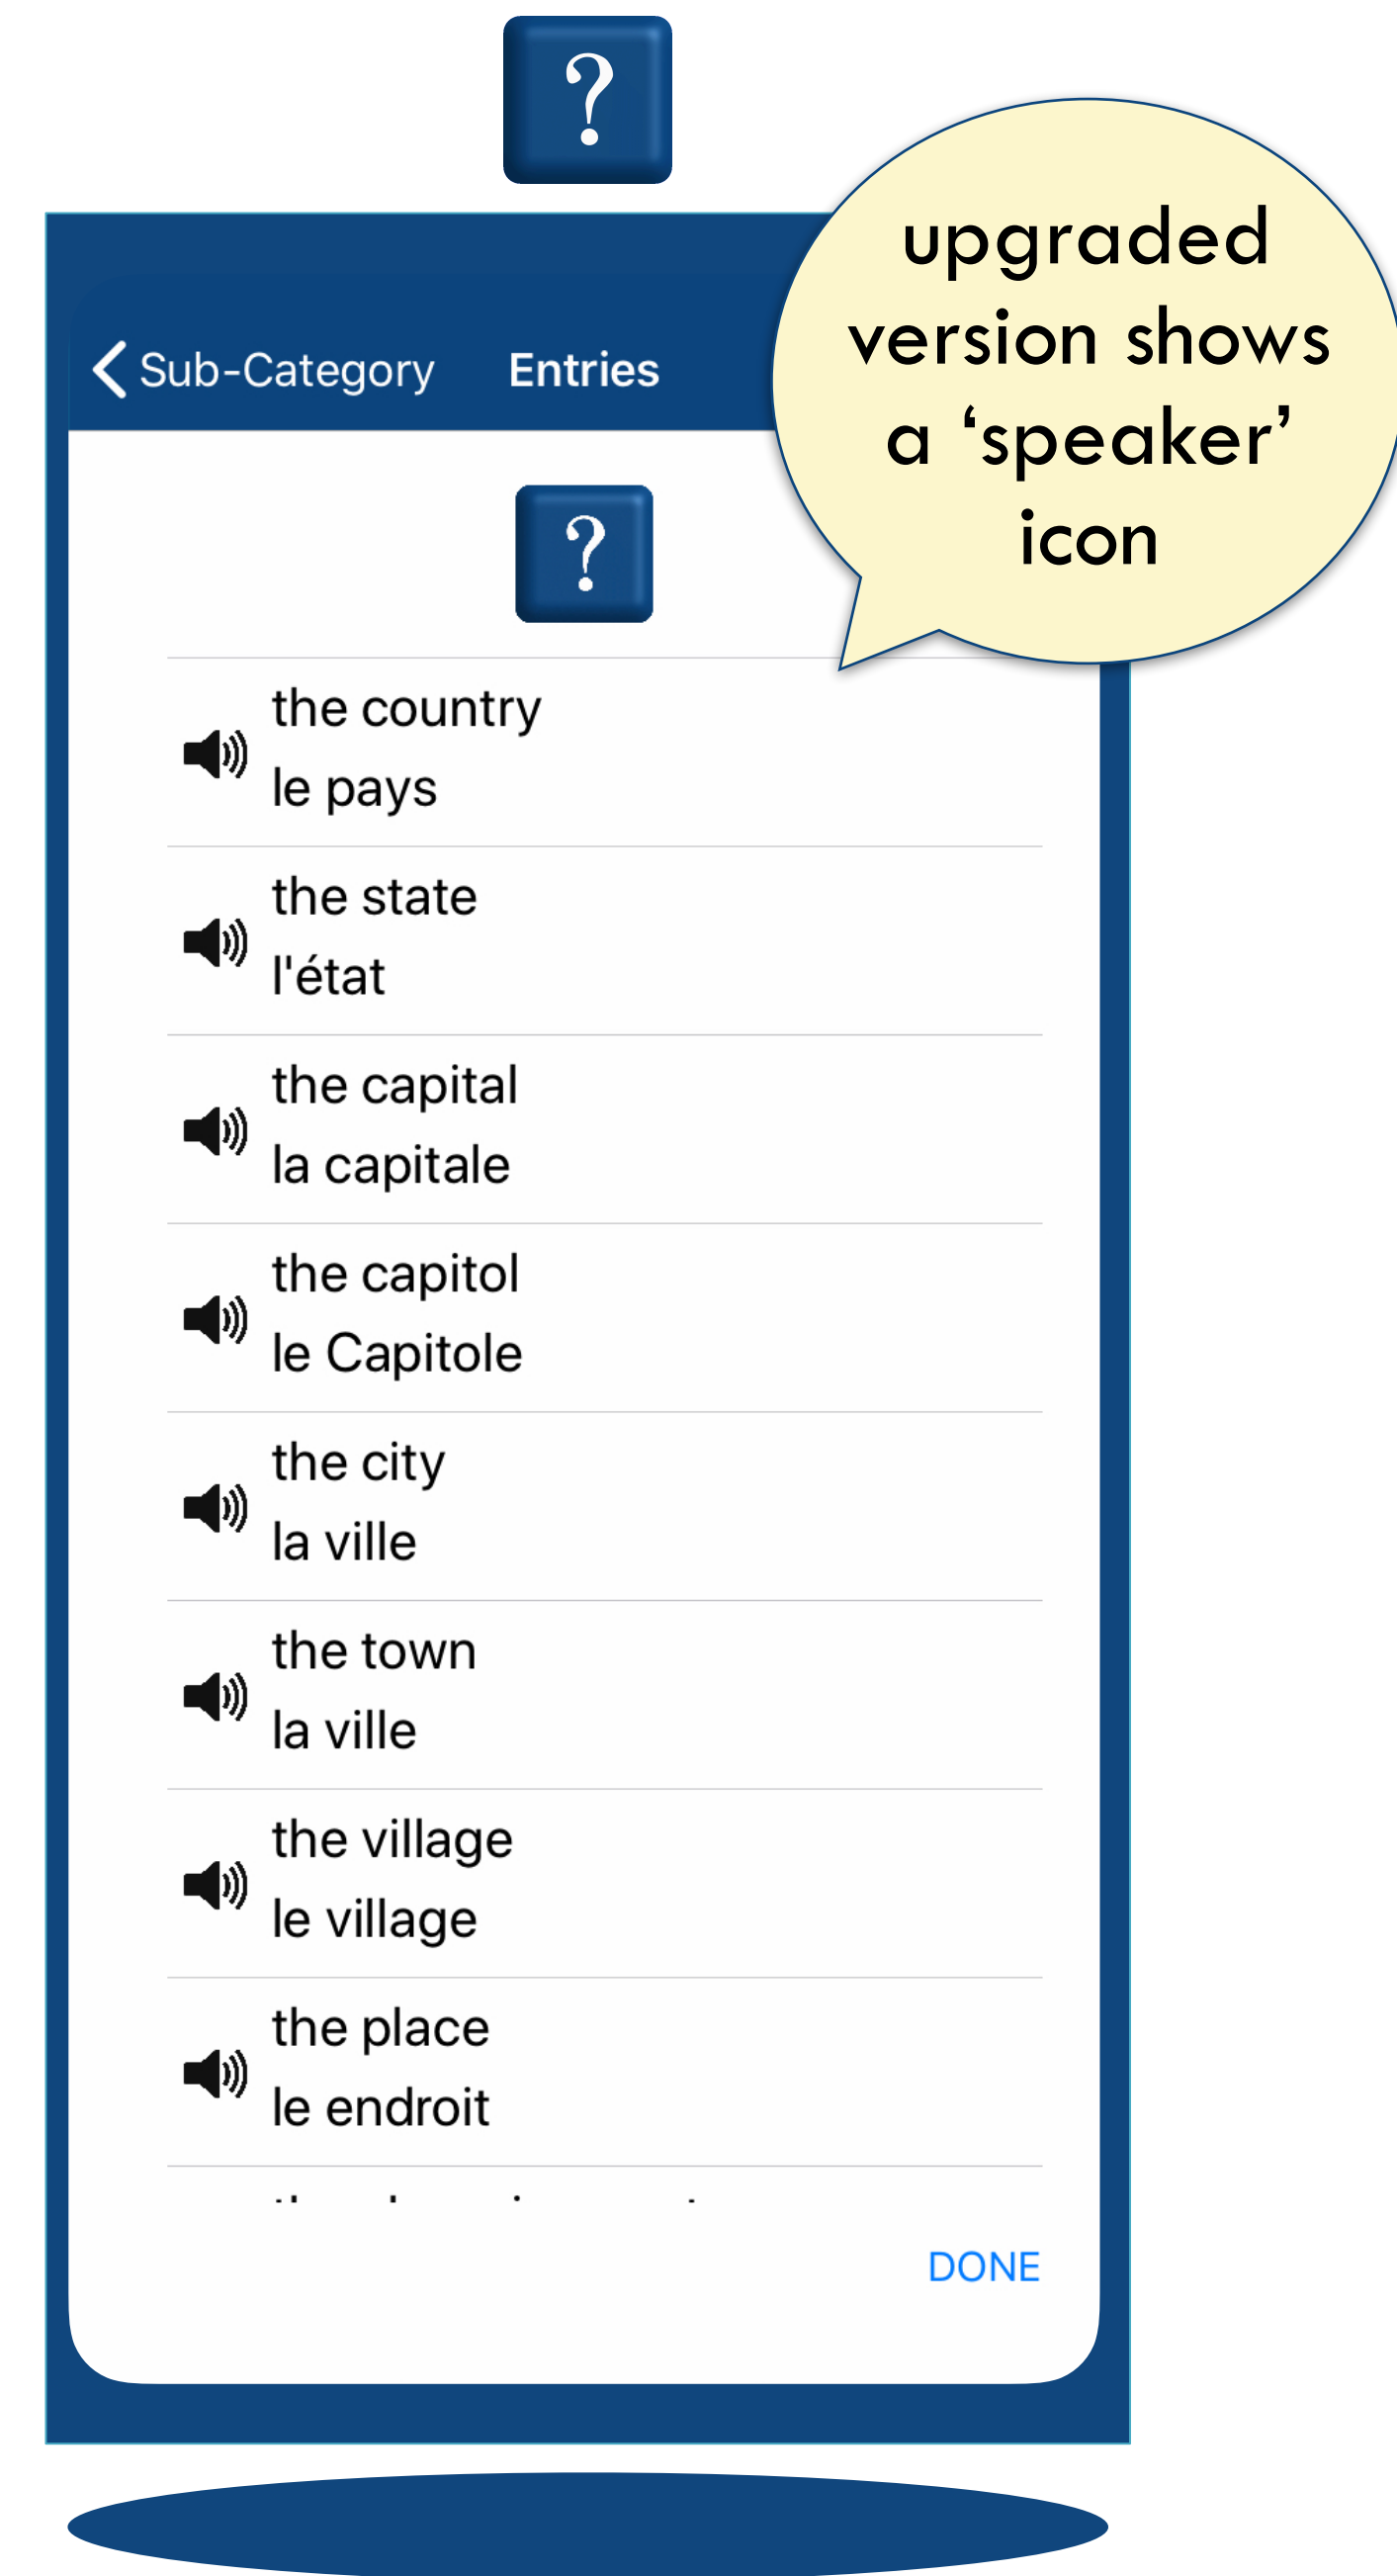 ?
upgraded
version shows
a ‘speaker’
icon
Sub-Category Entries
?
the country
le pays
the state
l'état
the capital
la capitale
the capitol
le Capitole
the city
la ville
the town
la ville
the village
le village
the place
le endroit
DONE